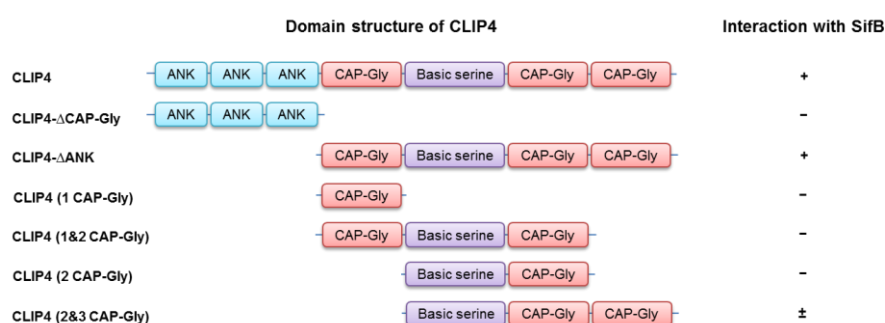 Domain structure of CLIP4 Interaction with SifB
CLIP4 ANK ANK ANK CAP-Gly Basic serine CAP-Gly CAP-Gly +
CLIP4-ΔCAP-Gly ANK ANK ANK –
CLIP4-ΔANK CAP-Gly Basic serine CAP-Gly CAP-Gly +
CLIP4 (1 CAP-Gly) CAP-Gly –
CLIP4 (1&2 CAP-Gly) CAP-Gly Basic serine CAP-Gly –
CLIP4 (2 CAP-Gly) Basic serine CAP-Gly –
CLIP4 (2&3 CAP-Gly) Basic serine CAP-Gly CAP-Gly ±